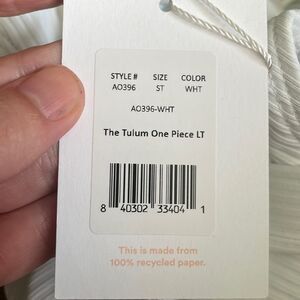 STYLE # SIZE COLOR
AO396 ST WHT
AO396-WHT
The Tulum One Piece LT
8 40302 33404 1
This is made from
100% recycled paper.